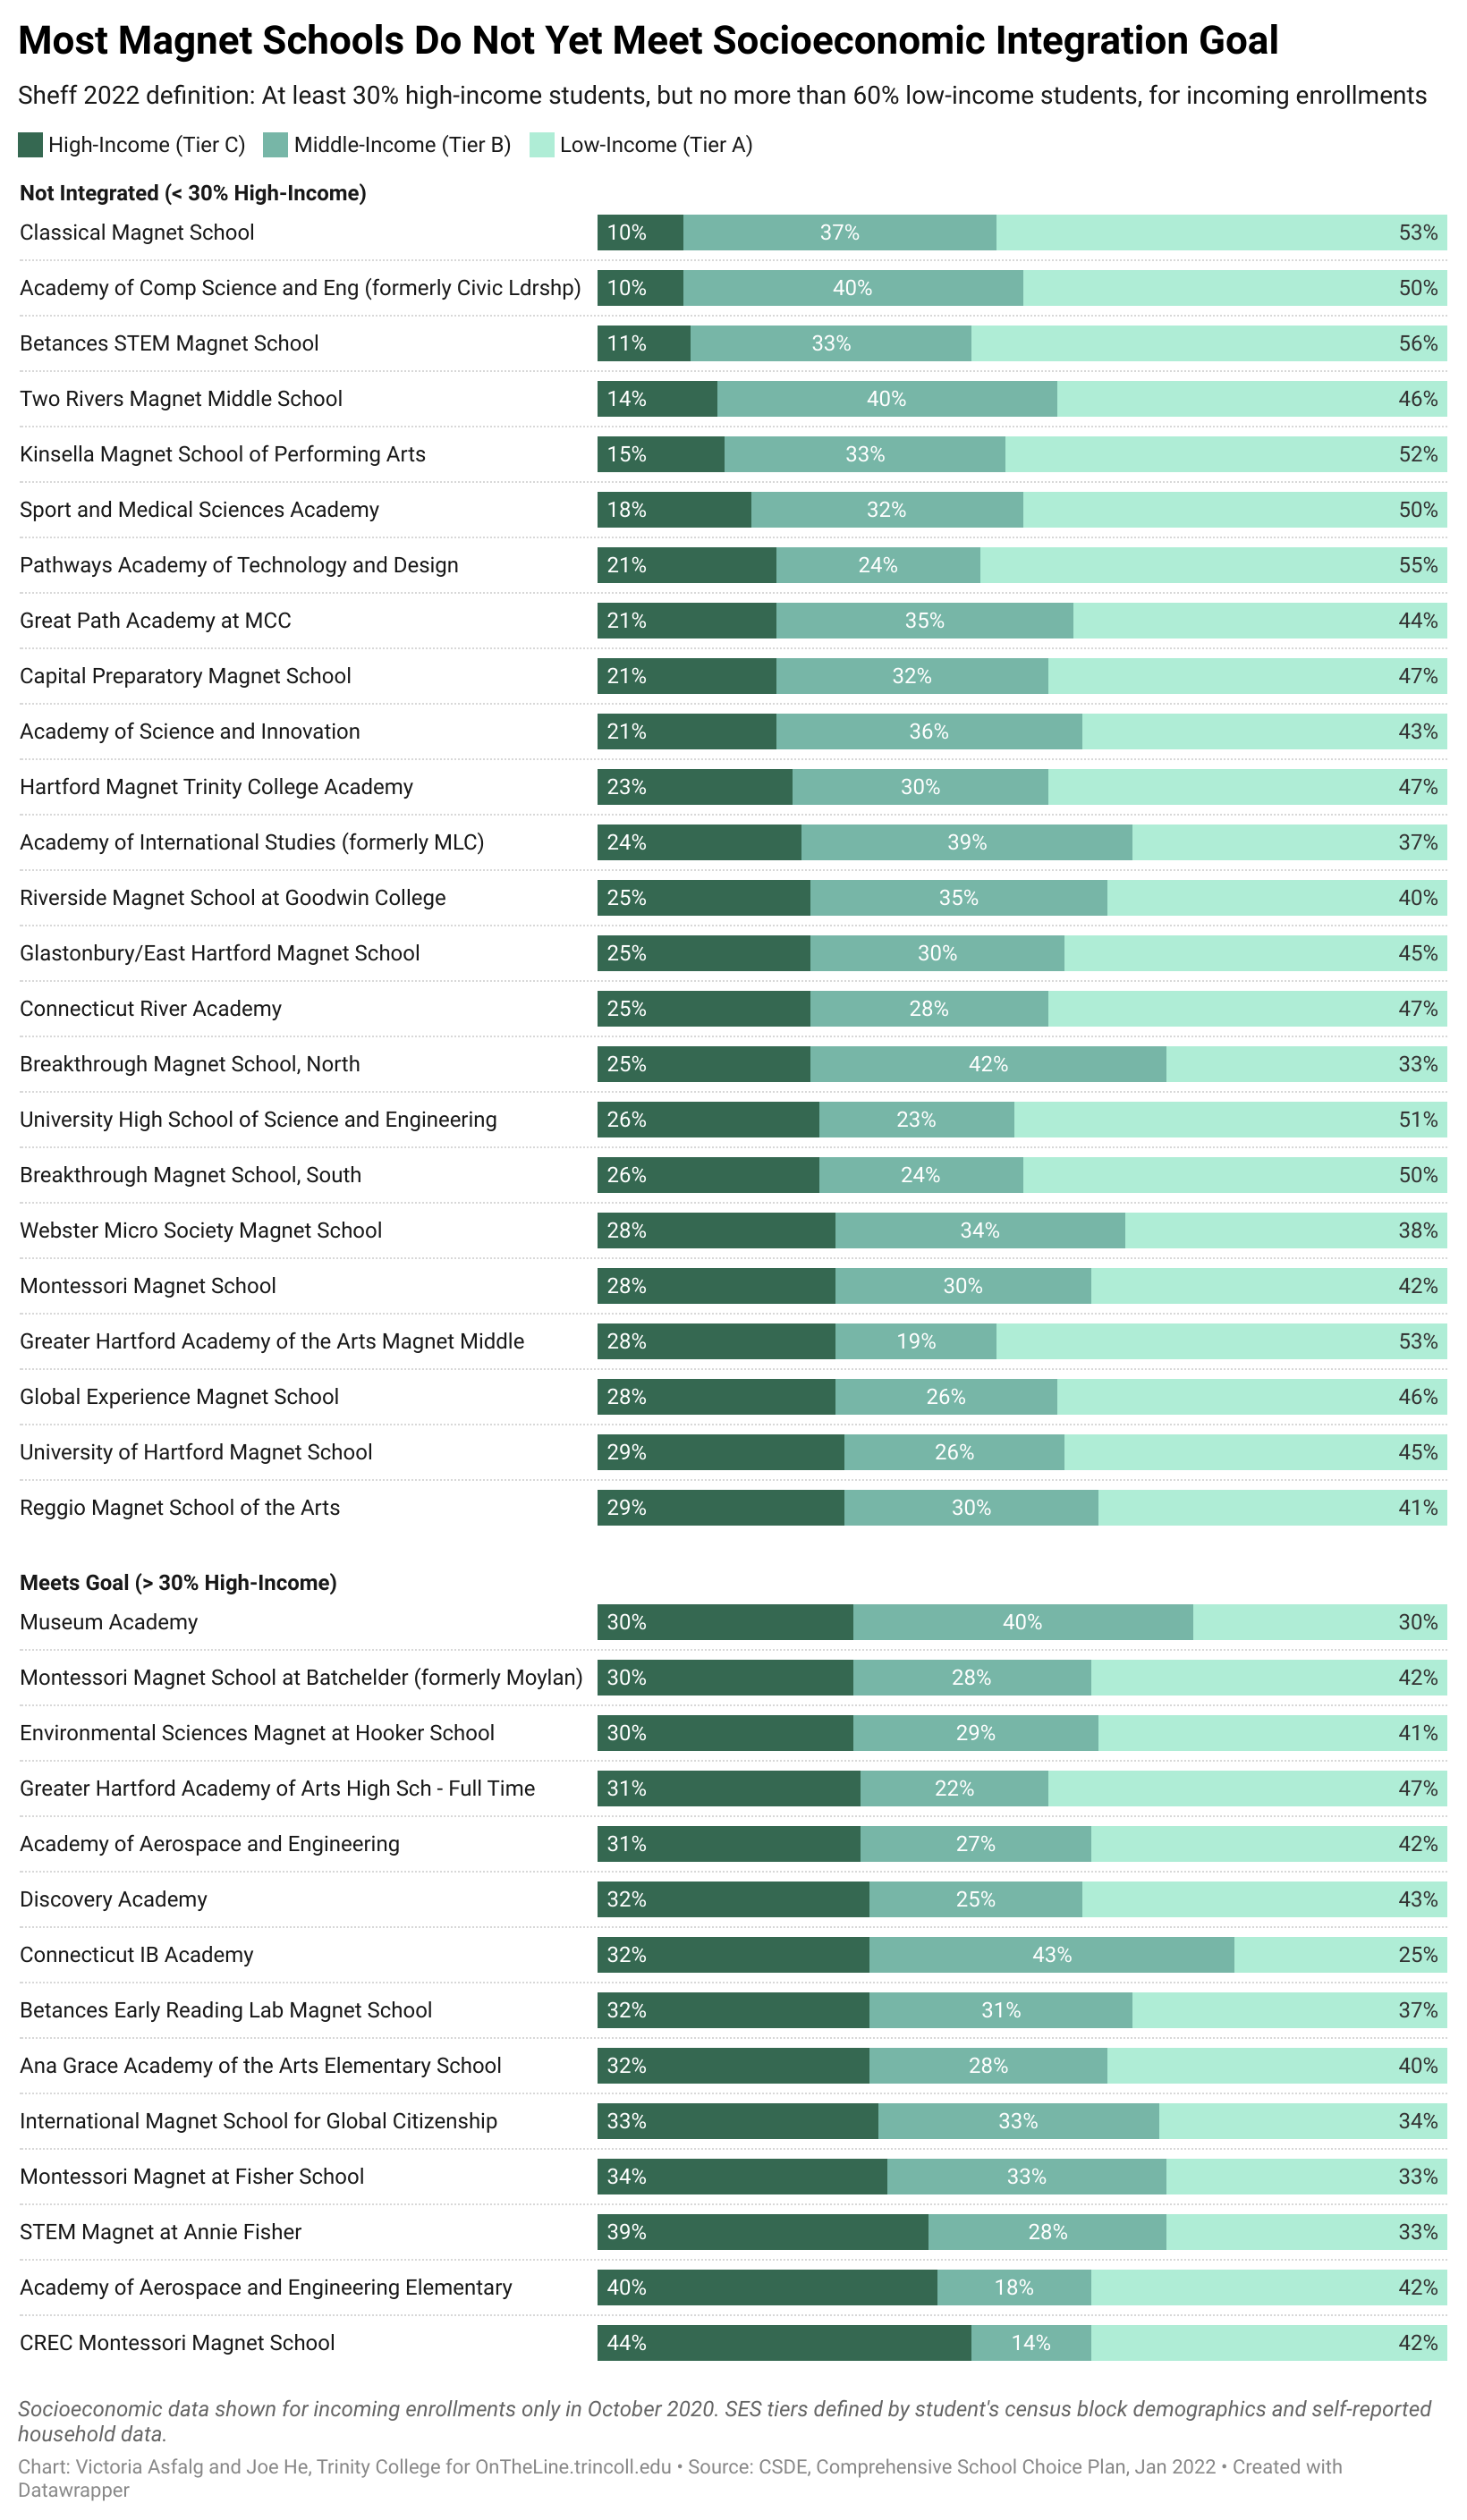 Most Magnet Schools Do Not Yet Meet Socioeconomic Integration Goal
Sheff 2022 definition: At least 30% high-income students, but no more than 60% low-income students, for incoming enrollments
High-Income (Tier C) Middle-Income (Tier B) Low-Income (Tier A)
Not Integrated (< 30% High-Income)
Classical Magnet School 10% 37% 53%
Academy of Comp Science and Eng (formerly Civic Ldrshp) 10% 40% 50%
Betances STEM Magnet School 11% 33% 56%
Two Rivers Magnet Middle School 14% 40% 46%
Kinsella Magnet School of Performing Arts 15% 33% 52%
Sport and Medical Sciences Academy 18% 32% 50%
Pathways Academy of Technology and Design 21% 24% 55%
Great Path Academy at MCC 21% 35% 44%
Capital Preparatory Magnet School 21% 32% 47%
Academy of Science and Innovation 21% 36% 43%
Hartford Magnet Trinity College Academy 23% 30% 47%
Academy of International Studies (formerly MLC) 24% 39% 37%
Riverside Magnet School at Goodwin College 25% 35% 40%
Glastonbury/East Hartford Magnet School 25% 30% 45%
Connecticut River Academy 25% 28% 47%
Breakthrough Magnet School, North 25% 42% 33%
University High School of Science and Engineering 26% 23% 51%
Breakthrough Magnet School, South 26% 24% 50%
Webster Micro Society Magnet School 28% 34% 38%
Montessori Magnet School 28% 30% 42%
Greater Hartford Academy of the Arts Magnet Middle 28% 19% 53%
Global Experience Magnet School 28% 26% 46%
University of Hartford Magnet School 29% 26% 45%
Reggio Magnet School of the Arts 29% 30% 41%
Meets Goal (> 30% High-Income)
Museum Academy 30% 40% 30%
Montessori Magnet School at Batchelder (formerly Moylan) 30% 28% 42%
Environmental Sciences Magnet at Hooker School 30% 29% 41%
Greater Hartford Academy of Arts High Sch - Full Time 31% 22% 47%
Academy of Aerospace and Engineering 31% 27% 42%
Discovery Academy 32% 25% 43%
Connecticut IB Academy 32% 43% 25%
Betances Early Reading Lab Magnet School 32% 31% 37%
Ana Grace Academy of the Arts Elementary School 32% 28% 40%
International Magnet School for Global Citizenship 33% 33% 34%
Montessori Magnet at Fisher School 34% 33% 33%
STEM Magnet at Annie Fisher 39% 28% 33%
Academy of Aerospace and Engineering Elementary 40% 18% 42%
CREC Montessori Magnet School 44% 14% 42%
Socioeconomic data shown for incoming enrollments only in October 2020. SES tiers defined by student's census block demographics and self-reported
household data.
Chart: Victoria Asfalg and Joe He, Trinity College for OnTheLine.trincoll.edu • Source: CSDE, Comprehensive School Choice Plan, Jan 2022 • Created with
Datawrapper